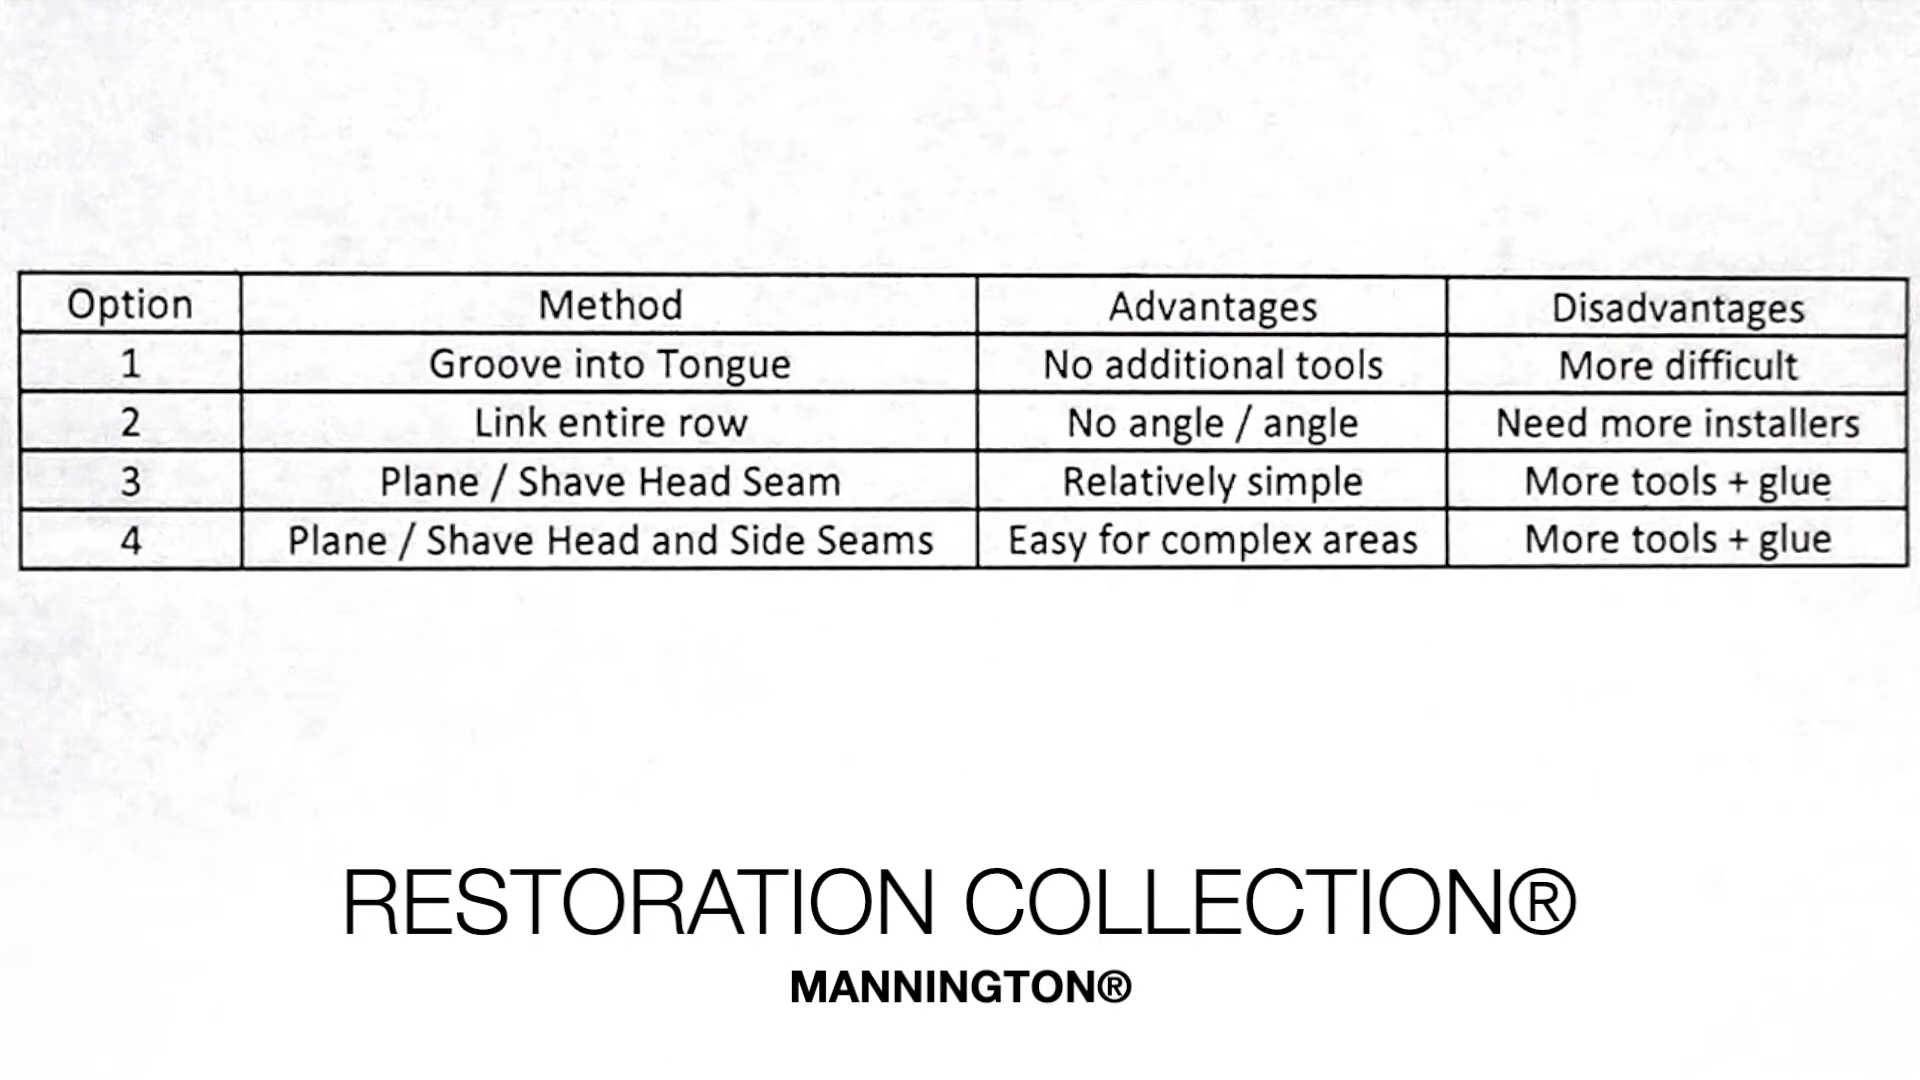 Option Method Advantages Disadvantages
1 Groove into Tongue No additional tools More difficult
2 Link entire row No angle / angle Need more installers
3 Plane / Shave Head Seam Relatively simple More tools + glue
4 Plane / Shave Head and Side Seams Easy for complex areas More tools + glue
RESTORATION COLLECTION®
MANNINGTON®